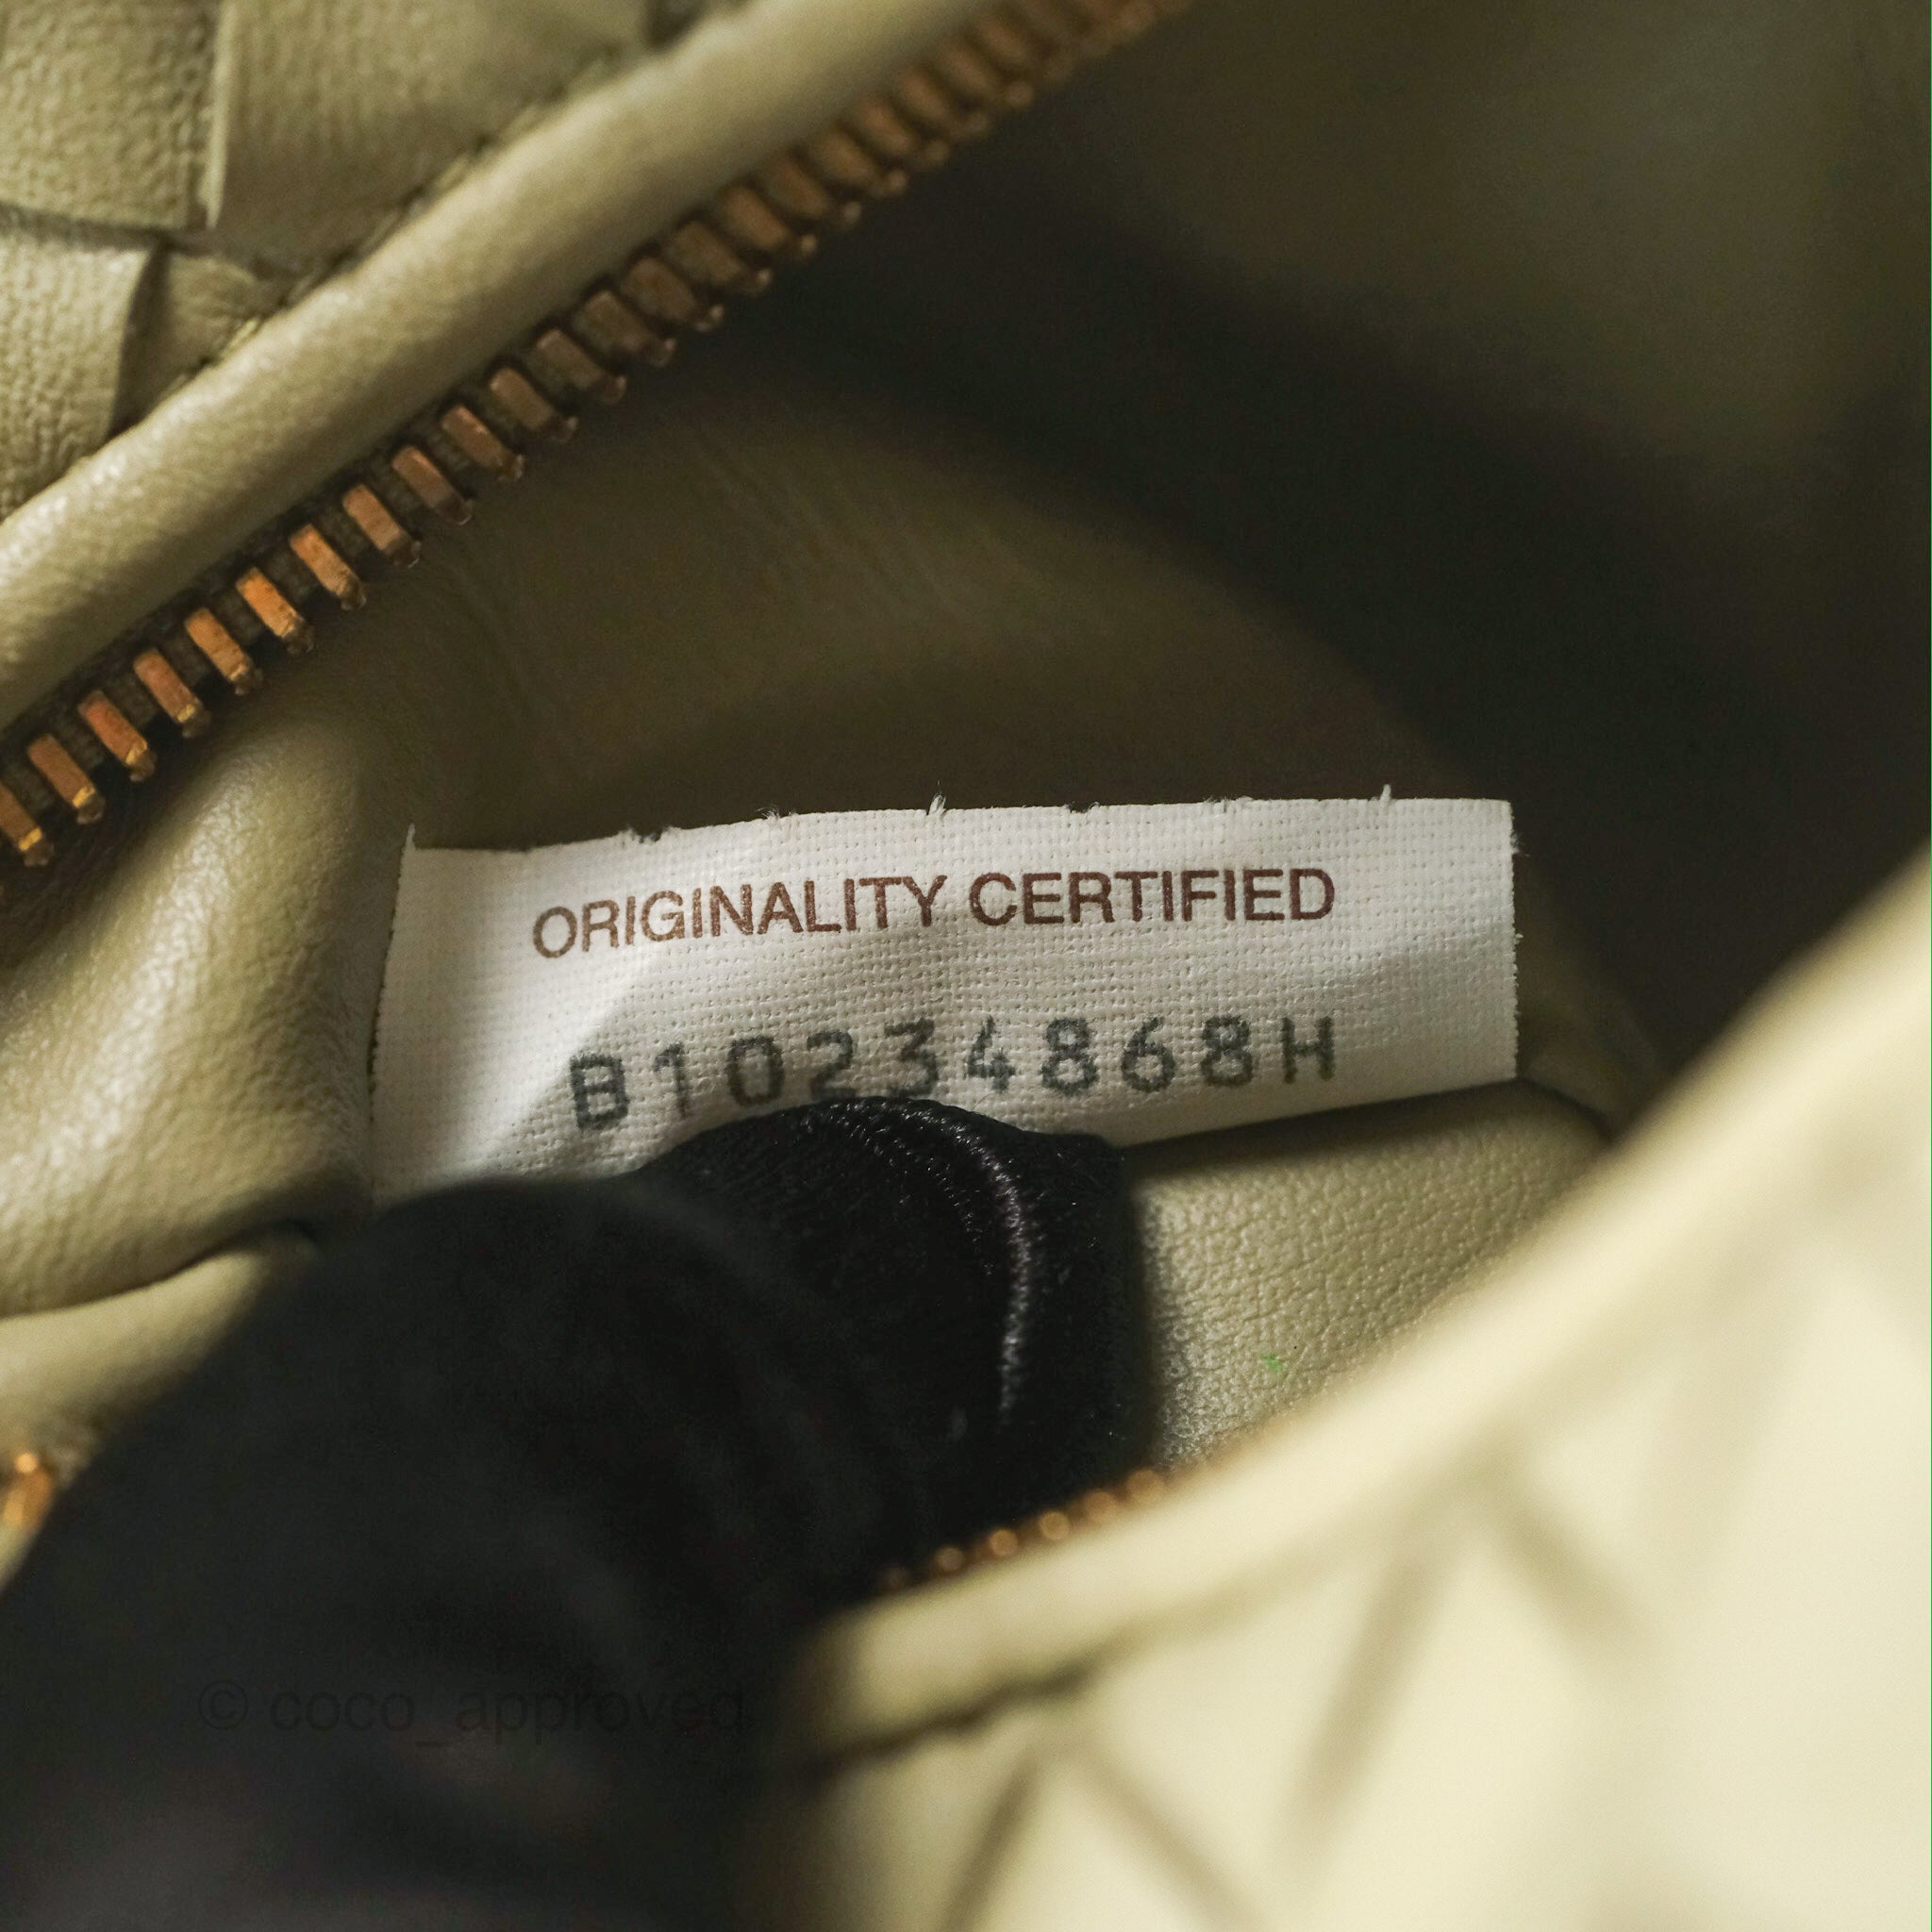 ORIGINALITY CERTIFIED
B10234868H
© coco_approved